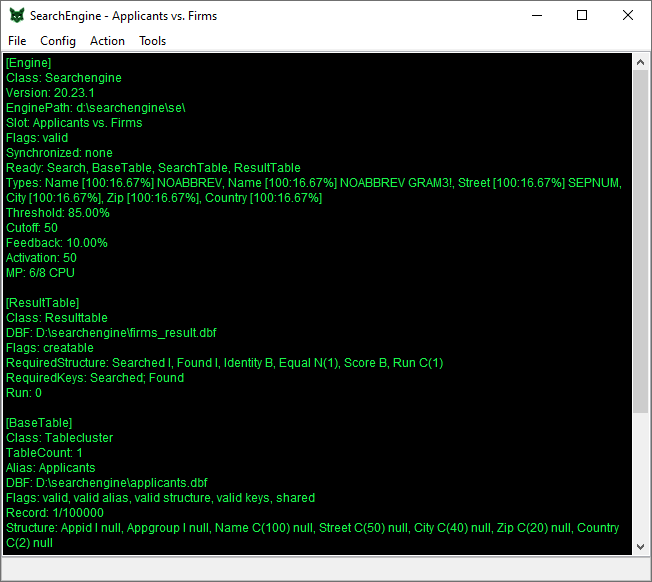 SearchEngine - Applicants vs. Firms
File Config Action Tools
[Engine]
Class: Searchengine
Version: 20.23.1
EnginePath: d:\searchengine\se\
Slot: Applicants vs. Firms
Flags: valid
Synchronized: none
Ready: Search, BaseTable, SearchTable, ResultTable
Types: Name [100:16.67%] NOABBREV, Name [100:16.67%] NOABBREV GRAM3!, Street [100:16.67%] SEPNUM,
City [100:16.67%], Zip [100:16.67%], Country [100:16.67%]
Threshold: 85.00%
Cutoff: 50
Feedback: 10.00%
Activation: 50
MP: 6/8 CPU
[ResultTable]
Class: Resulttable
DBF: D:\searchengine\firms_result.dbf
Flags: creatable
RequiredStructure: Searched I, Found I, Identity B, Equal N(1), Score B, Run C(1)
RequiredKeys: Searched; Found
Run: 0
[BaseTable]
Class: Tablecluster
TableCount: 1
Alias: Applicants
DBF: D:\searchengine\applicants.dbf
Flags: valid, valid alias, valid structure, valid keys, shared
Record: 1/100000
Structure: Appid I null, Appgroup I null, Name C(100) null, Street C(50) null, City C(40) null, Zip C(20) null, Country
C(2) null